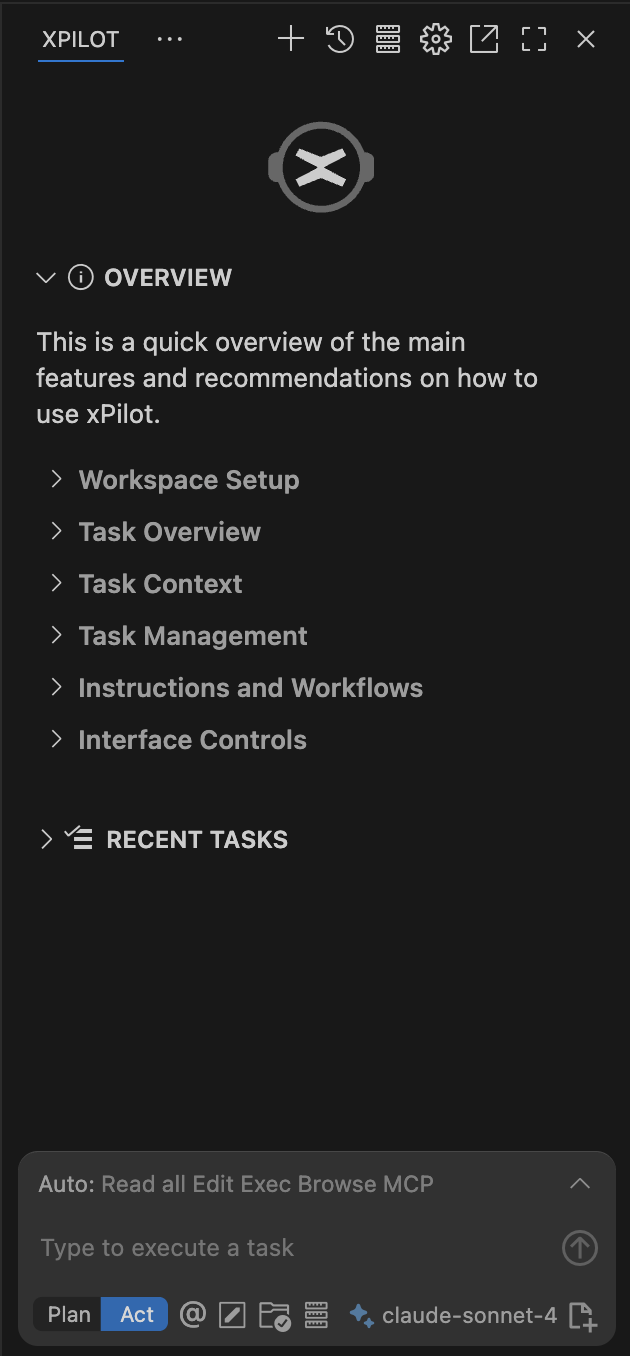 XPILOT ...
OVERVIEW
This is a quick overview of the main
features and recommendations on how to
use xPilot.
Workspace Setup
Task Overview
Task Context
Task Management
Instructions and Workflows
Interface Controls
RECENT TASKS
Auto: Read all Edit Exec Browse MCP
Type to execute a task
Plan Act @ claude-sonnet-4